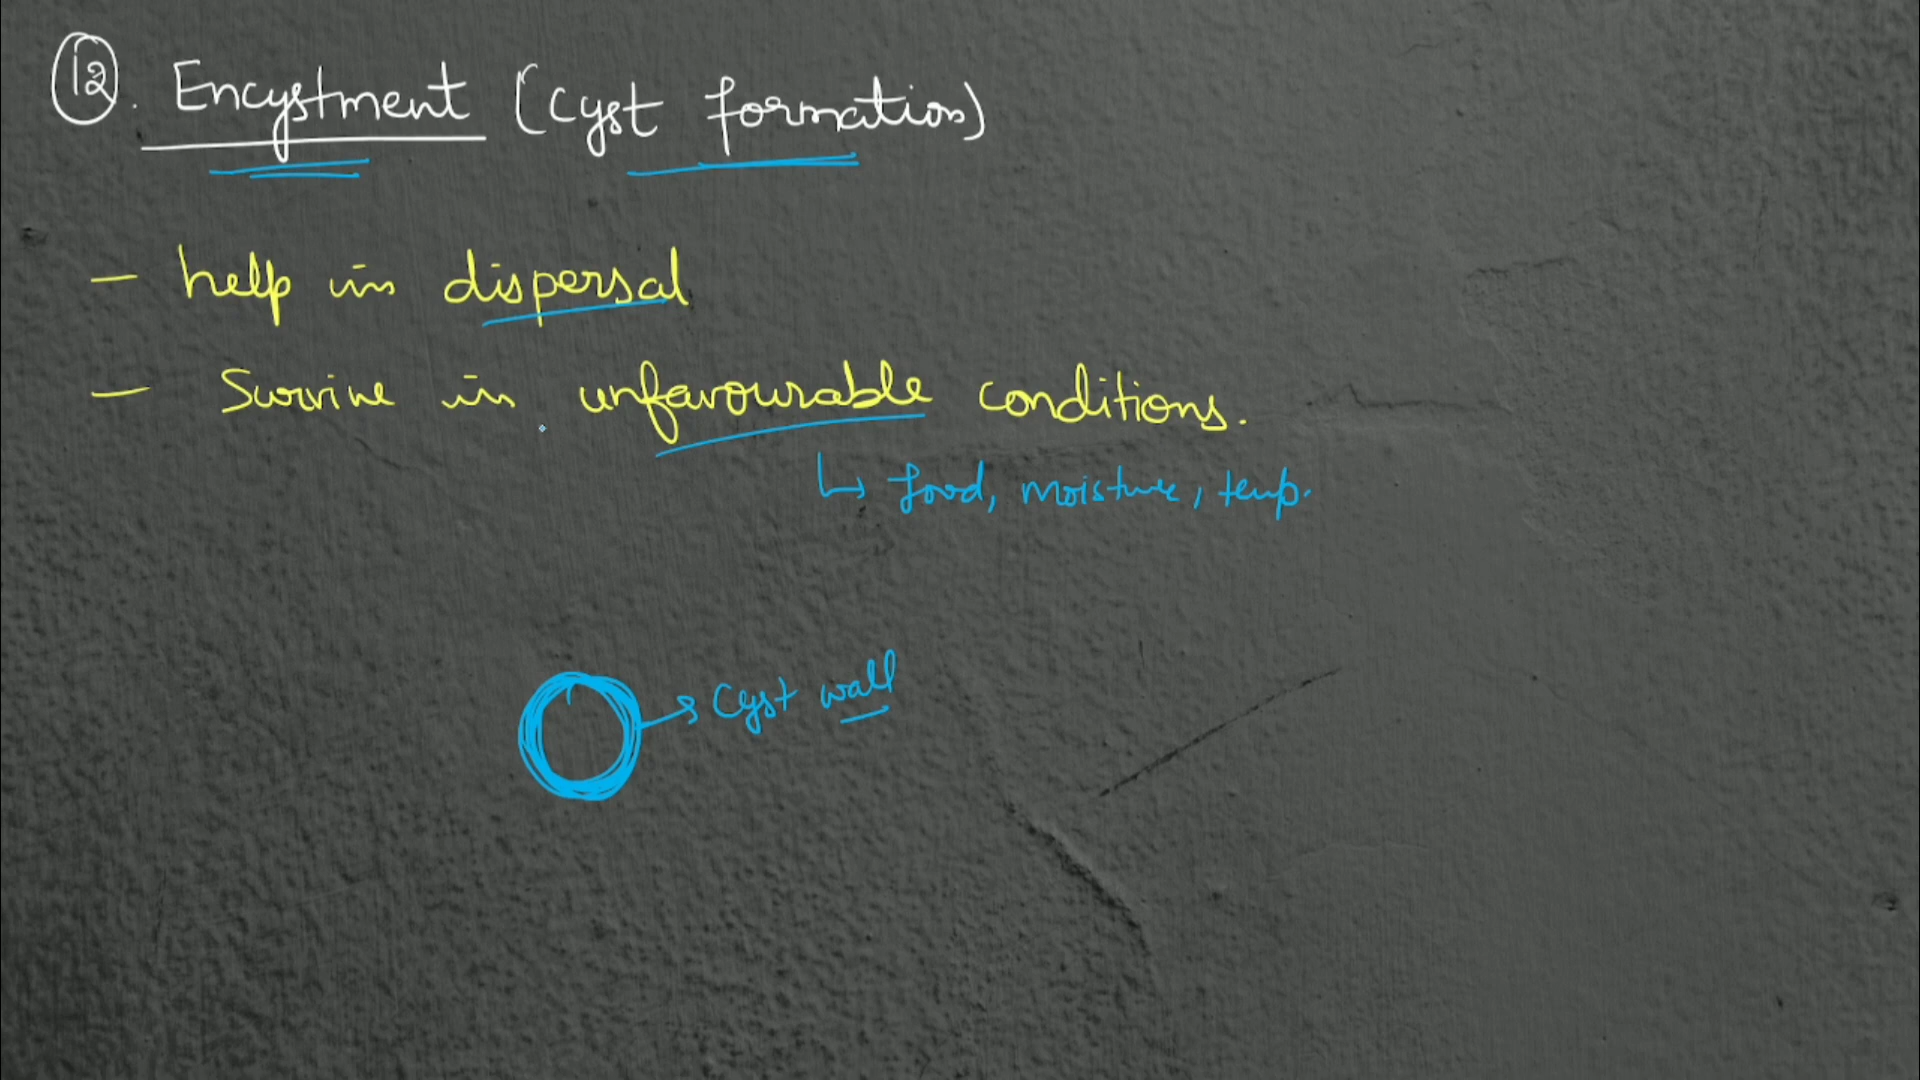 12. Encystment (Cyst formation)
- help in dispersal
- Survive in unfavourable conditions.
↳ food, moisture, temp.
→ Cyst wall